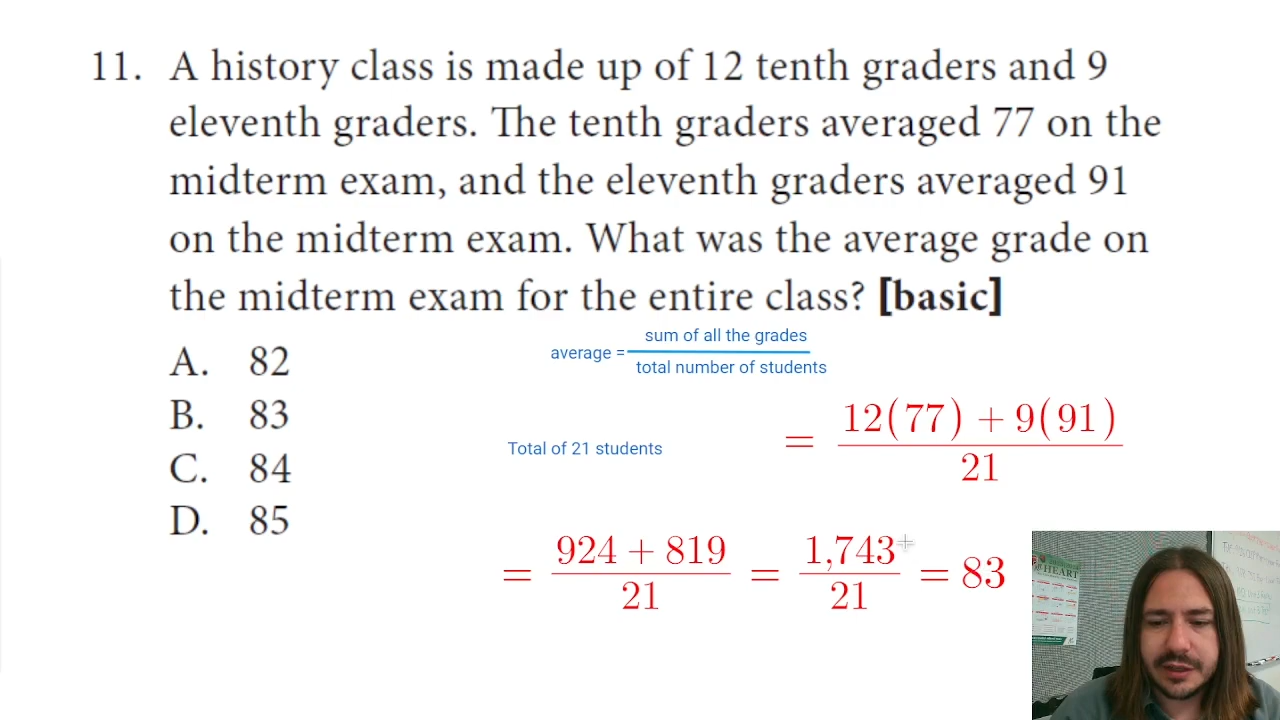 11. A history class is made up of 12 tenth graders and 9
eleventh graders. The tenth graders averaged 77 on the
midterm exam, and the eleventh graders averaged 91
on the midterm exam. What was the average grade on
the midterm exam for the entire class? [basic]
A. 82
B. 83
C. 84
D. 85
average = sum of all the grades / total number of students
Total of 21 students
= 12(77) + 9(91) / 21
= 924 + 819 / 21 = 1,743 / 21 = 83
HEART